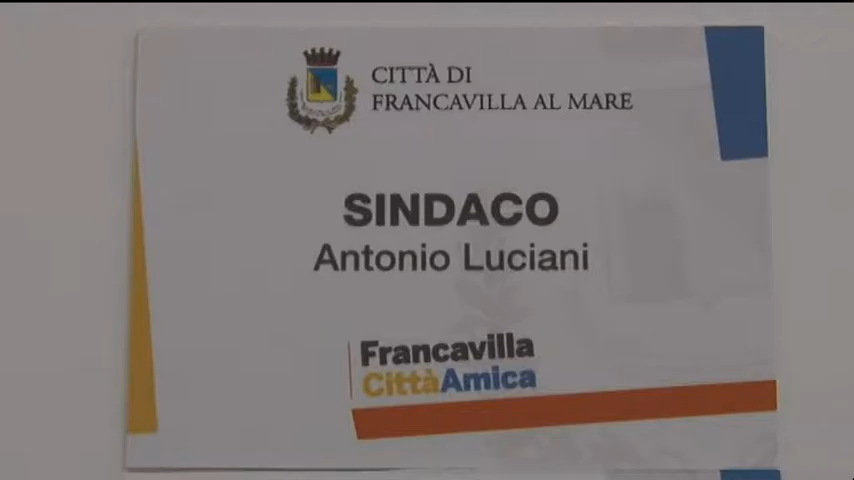 CITTÀ DI
FRANCAVILLA AL MARE
SINDACO
Antonio Luciani
Francavilla
CittàAmica